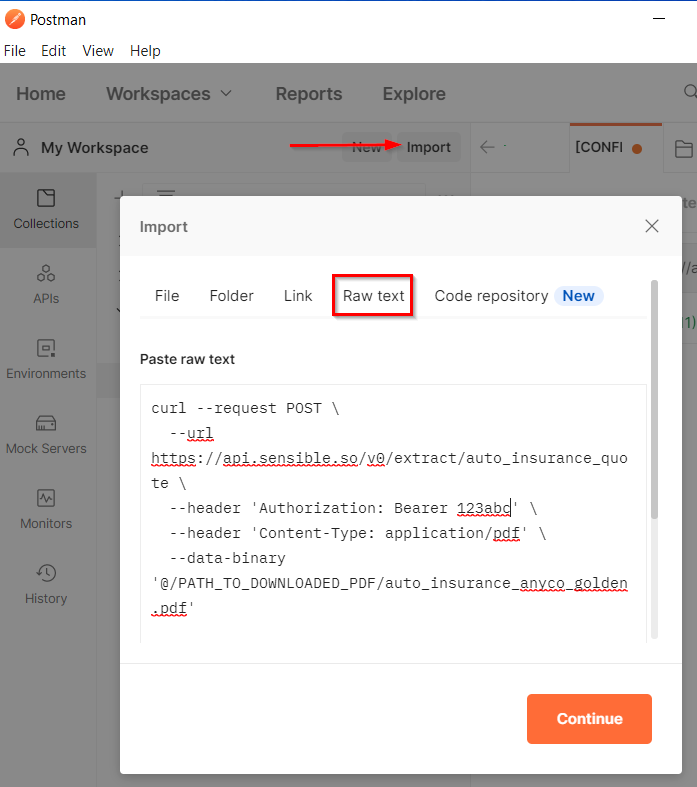 Postman
File Edit View Help
Home Workspaces Reports Explore
My Workspace New Import [CONFI
Collections
APIs
Environments
Mock Servers
Monitors
History
Import
File Folder Link Raw text Code repository New
Paste raw text
curl --request POST \
--url
https://api.sensible.so/v0/extract/auto_insurance_quo
te \
--header 'Authorization: Bearer 123abc' \
--header 'Content-Type: application/pdf' \
--data-binary
'@/PATH_TO_DOWNLOADED_PDF/auto_insurance_anyco_golden
.pdf'
Continue